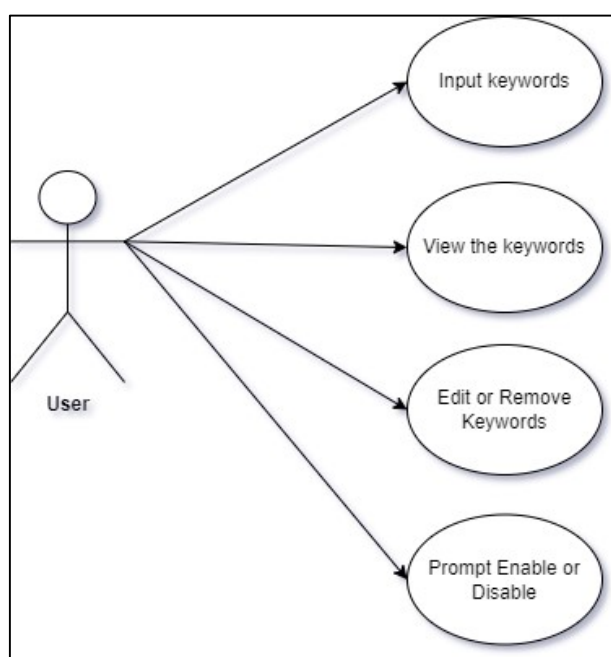 Input keywords
View the keywords
Edit or Remove
Keywords
User
Prompt Enable or
Disable